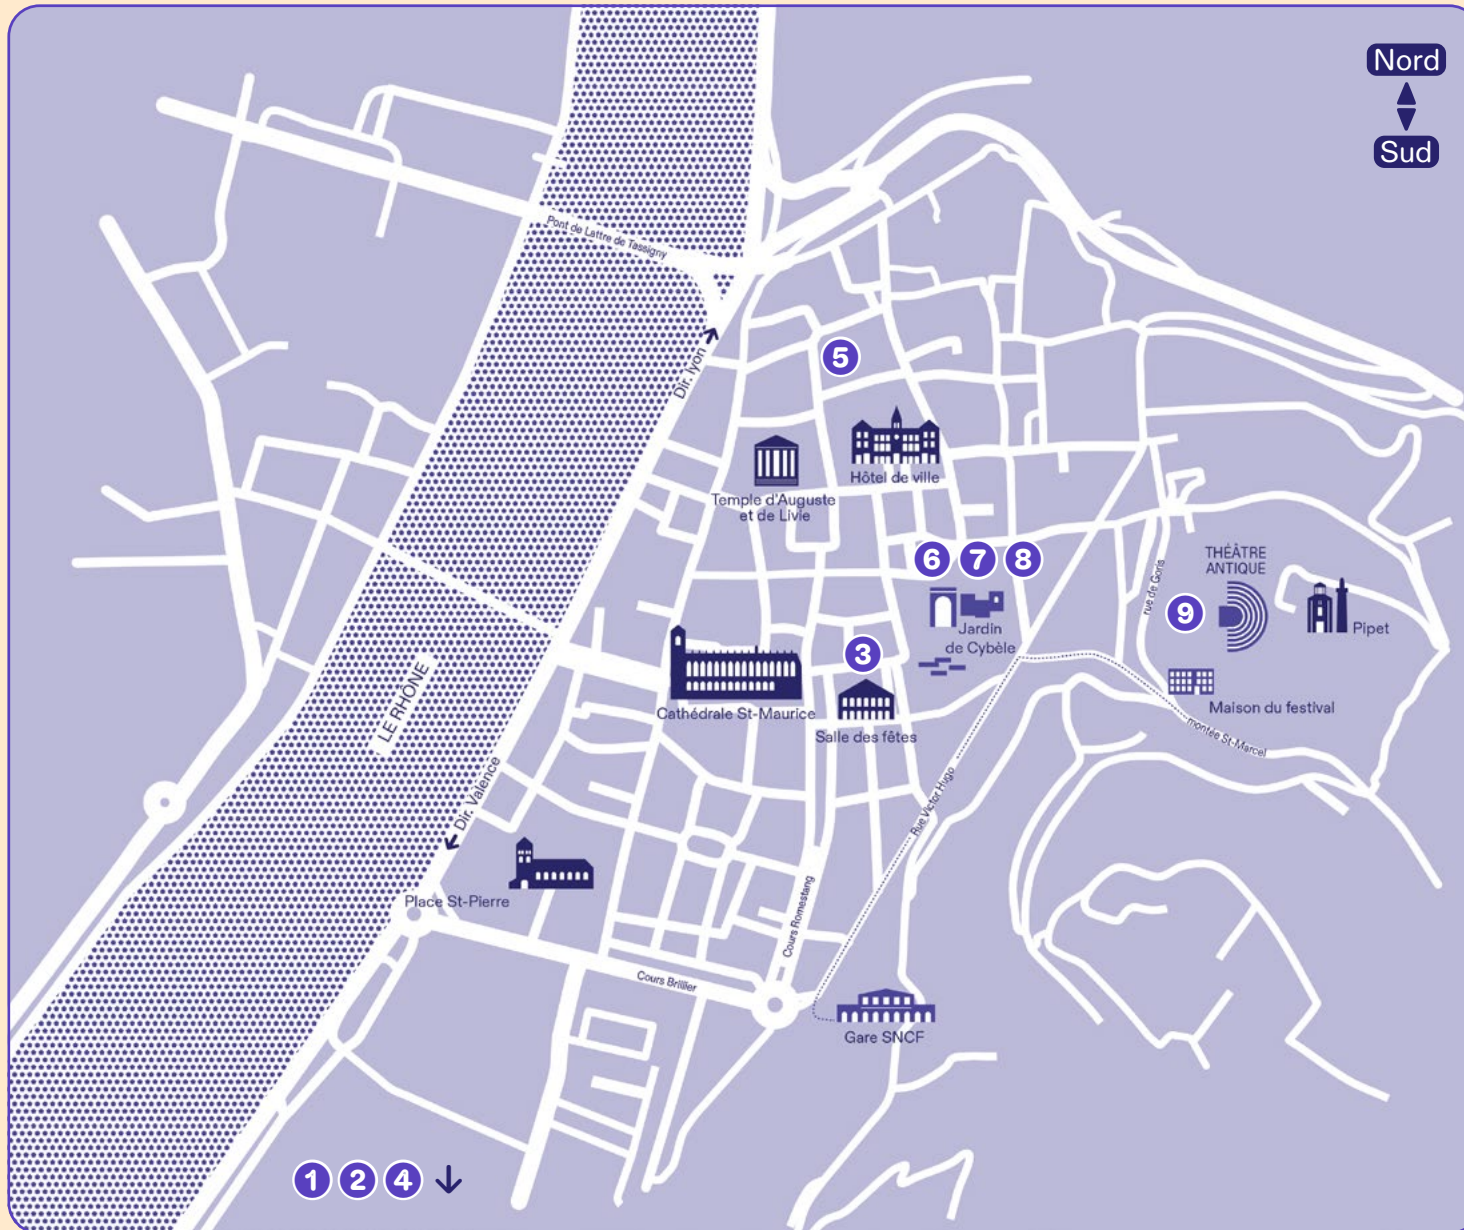 Nord
Sud
Pont de Lattre de Tassigny
Dir. lyon
5
Hôtel de ville
Temple d'Auguste
et de Livie
6 7 8
THÉÂTRE
ANTIQUE
rue de Goris
9
Pipet
Jardin
de Cybèle
3
LE RHÔNE
Cathédrale St-Maurice
Salle des fêtes
Maison du festival
montée St-Marcel
Dir. Valence
Rue Victor Hugo
Place St-Pierre
Cours Romestang
Cours Brillier
Gare SNCF
1 2 4